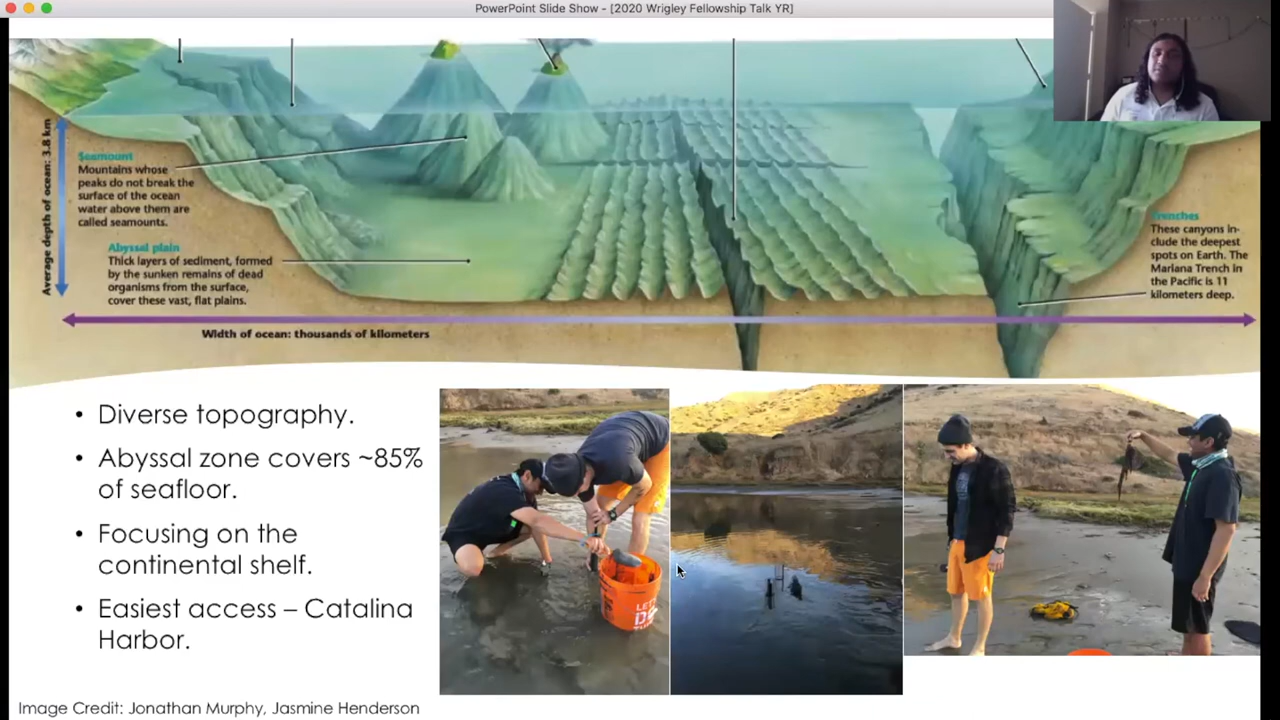 PowerPoint Slide Show - [2020 Wrigley Fellowship Talk YR]
Average depth of ocean: 3.8 km
Seamount
Mountains whose
peaks do not break the
surface of the ocean
water above them are
called seamounts.
Abyssal plain
Thick layers of sediment, formed
by the sunken remains of dead
organisms from the surface,
cover these vast, flat plains.
Trenches
These canyons in-
clude the deepest
spots on Earth. The
Mariana Trench in
the Pacific is 11
kilometers deep.
Width of ocean: thousands of kilometers
• Diverse topography.
• Abyssal zone covers ~85%
of seafloor.
• Focusing on the
continental shelf.
• Easiest access – Catalina
Harbor.
LET'S
DO
Image Credit: Jonathan Murphy, Jasmine Henderson